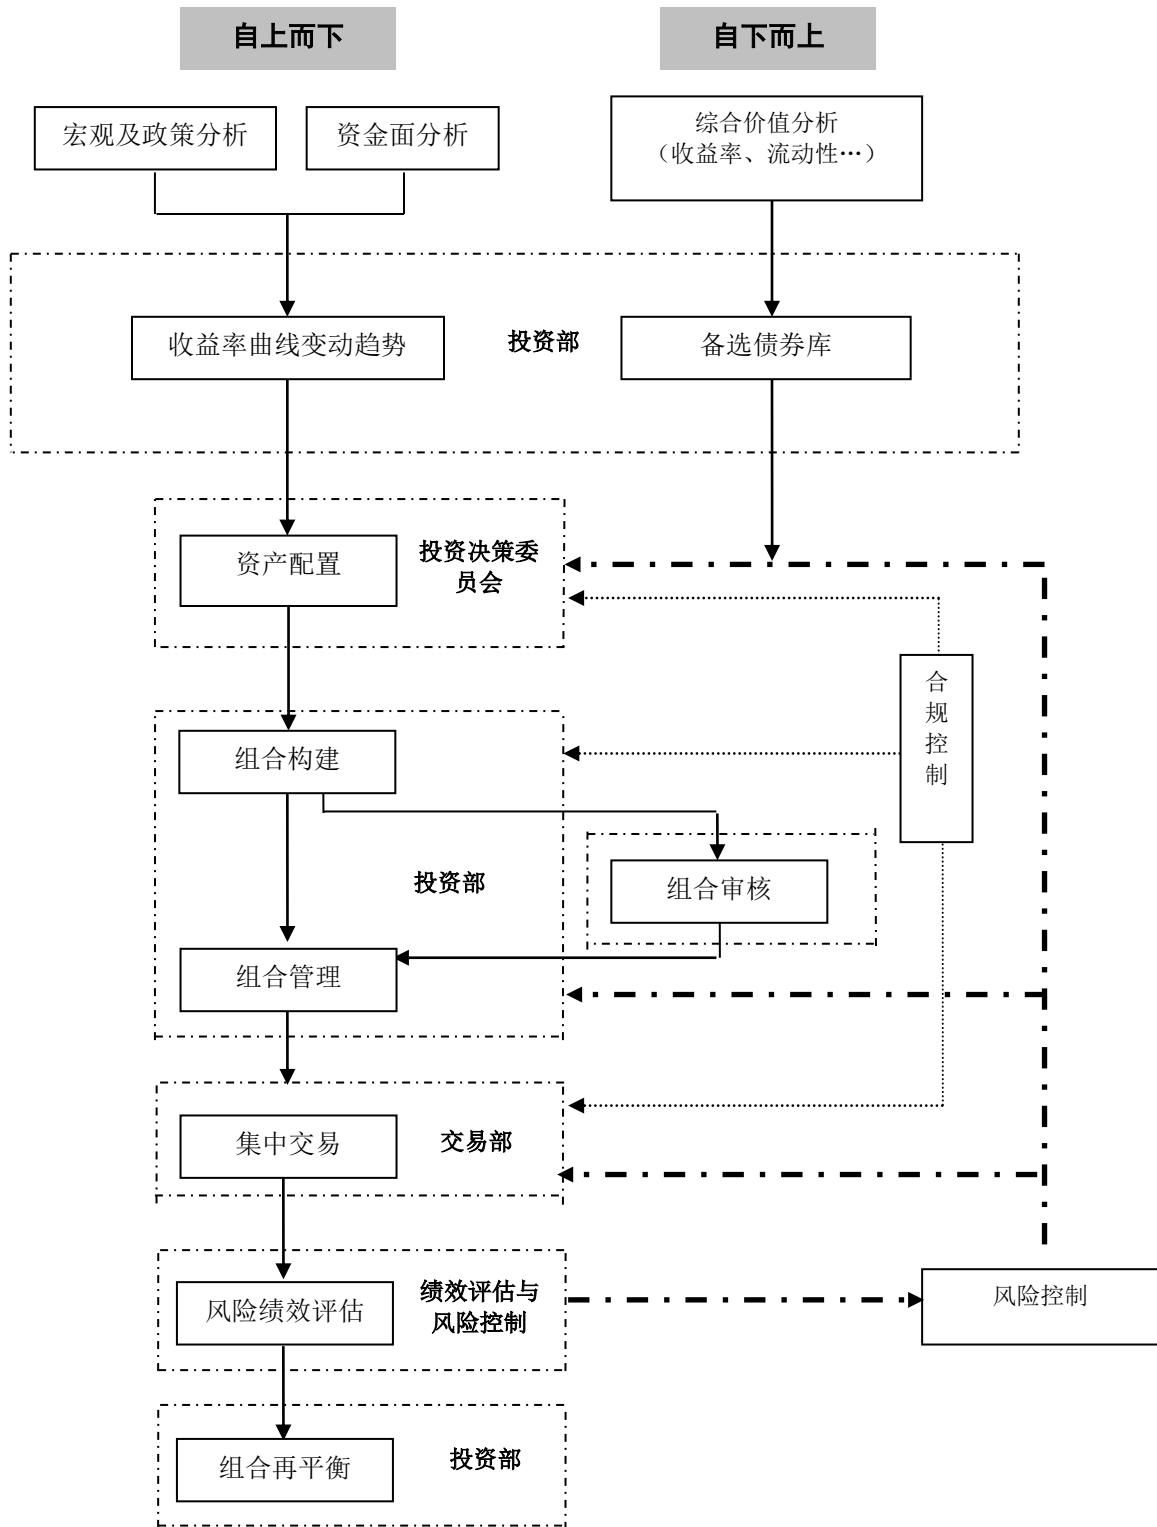 自上而下
自下而上
宏观及政策分析
资金面分析
综合价值分析
（收益率、流动性…）
收益率曲线变动趋势
投资部
备选债券库
资产配置
投资决策委
员会
合
规
控
制
组合构建
投资部
组合审核
组合管理
集中交易
交易部
风险绩效评估
绩效评估与
风险控制
风险控制
组合再平衡
投资部